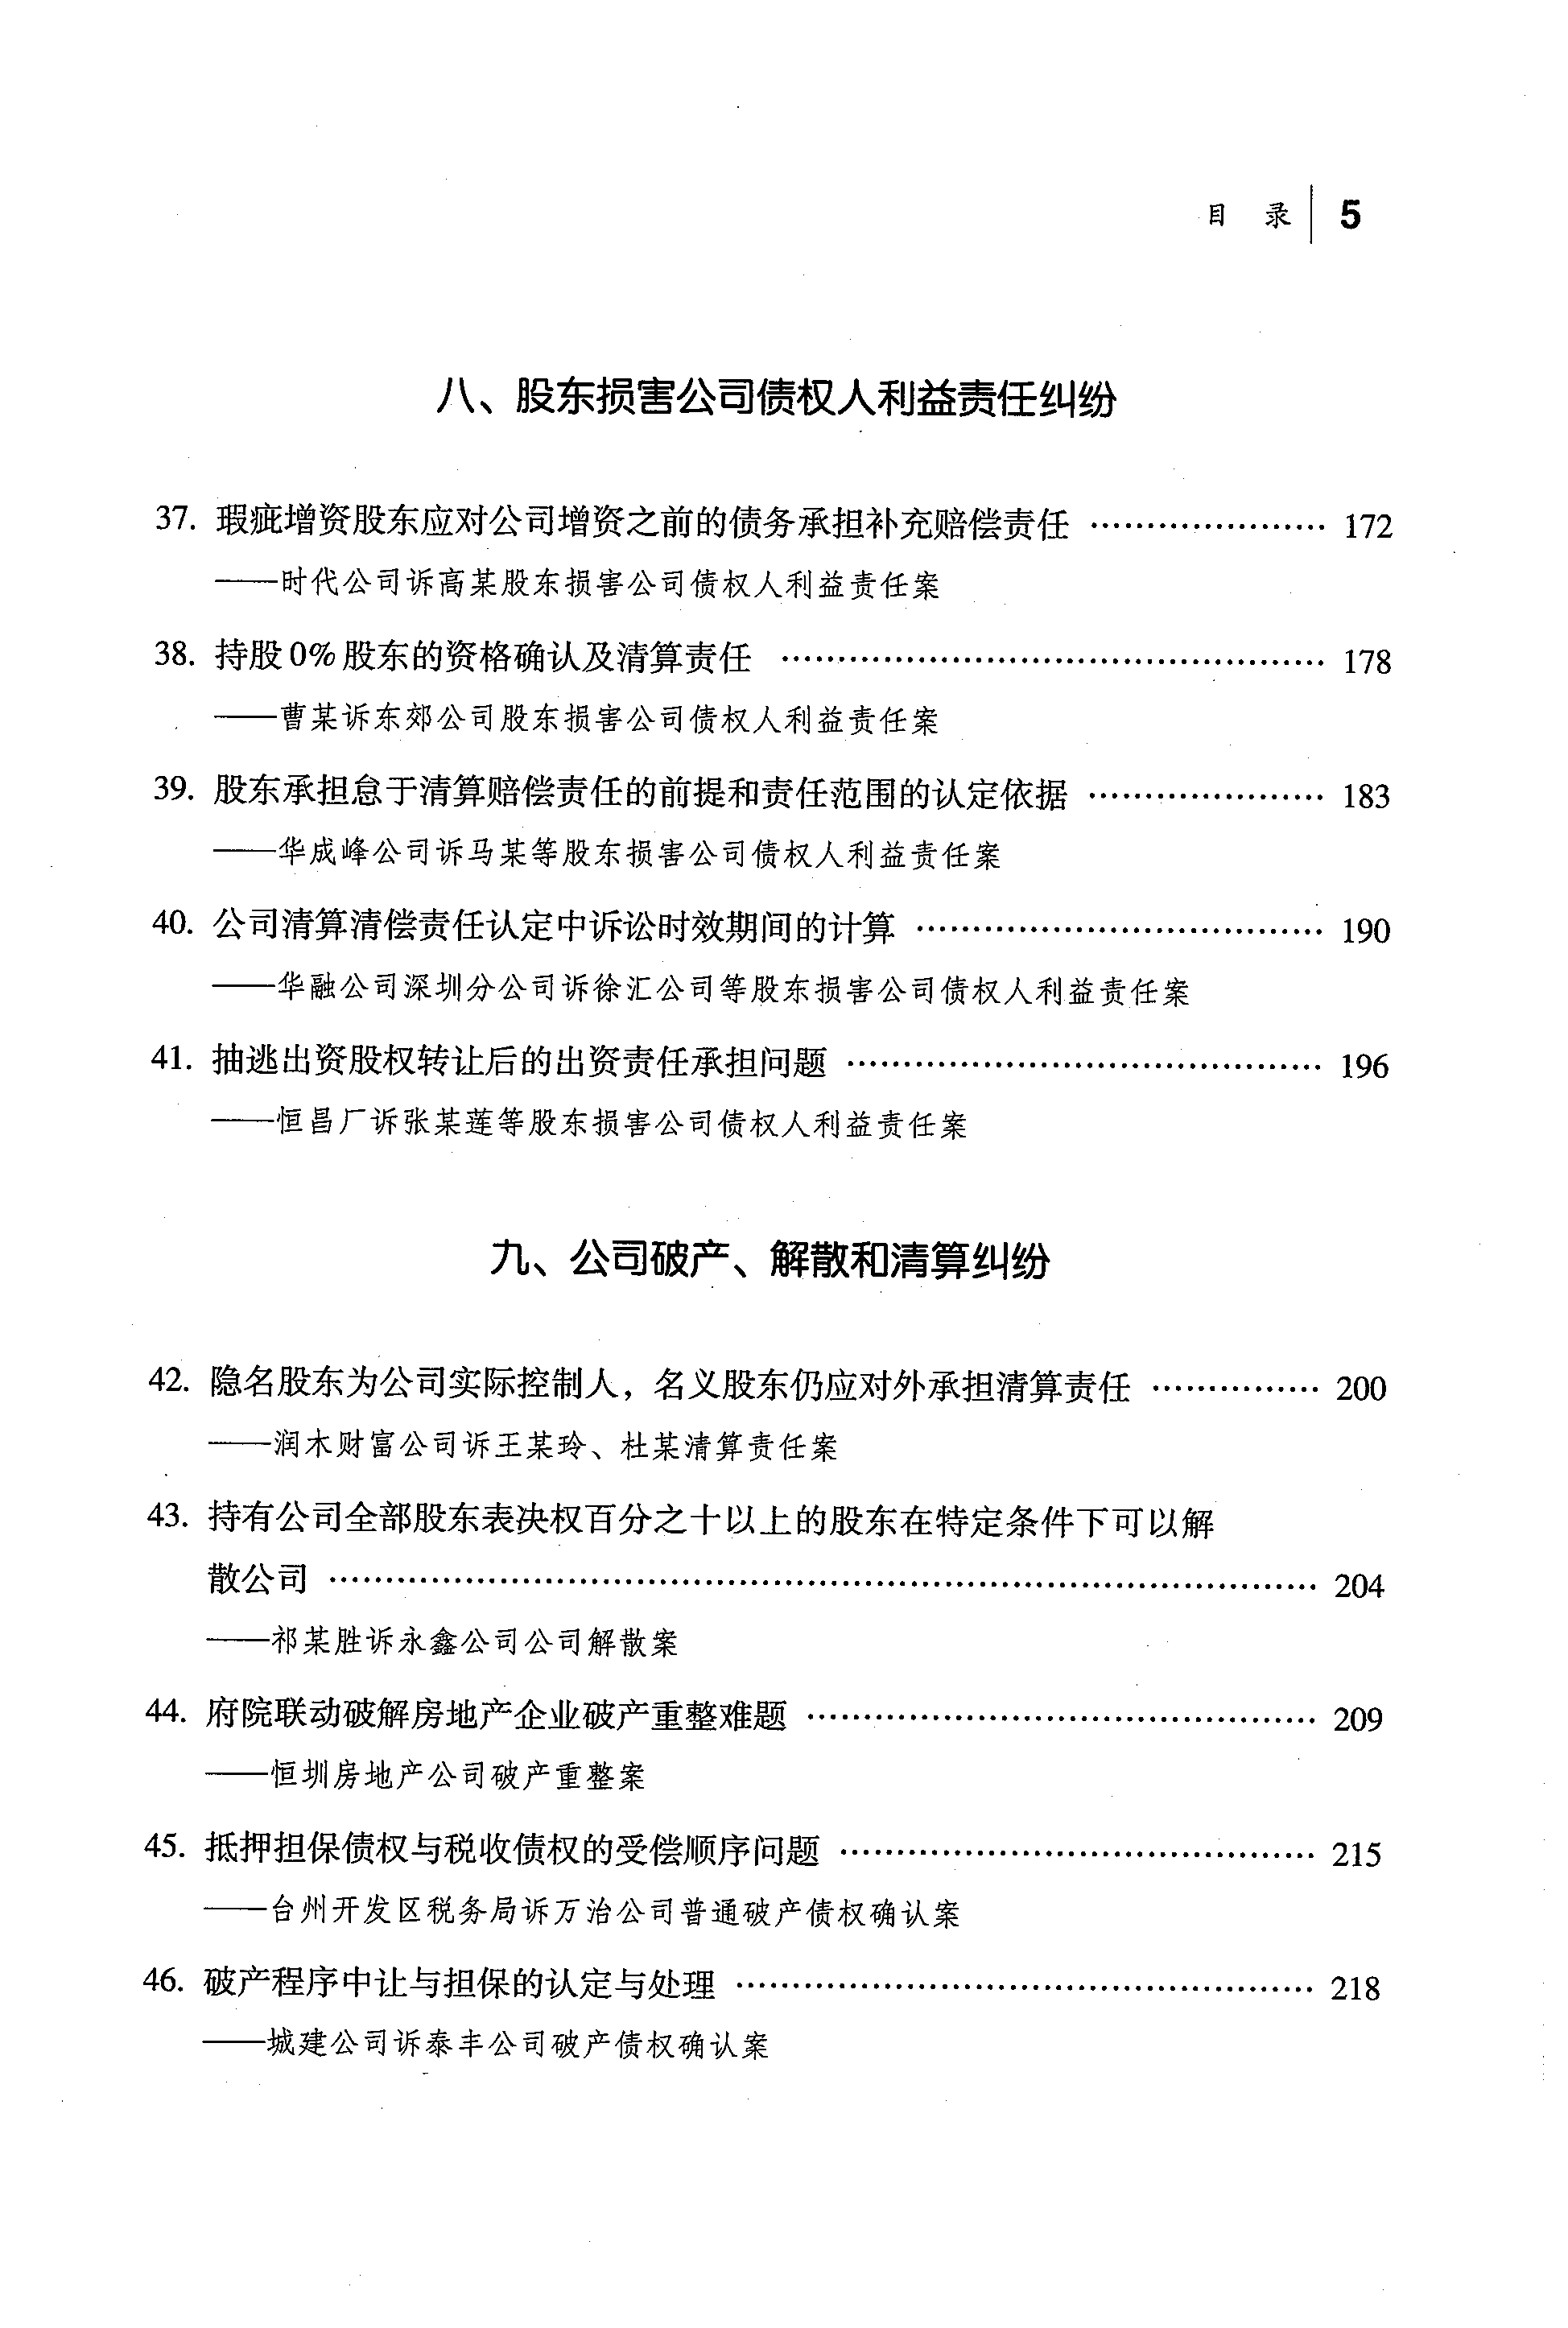 目 录 5
八、股东损害公司债权人利益责任纠纷
37. 瑕疵增资股东应对公司增资之前的债务承担补充赔偿责任 ………………… 172
——时代公司诉高某股东损害公司债权人利益责任案
38. 持股0%股东的资格确认及清算责任 ………………………………………… 178
——曹某诉东郊公司股东损害公司债权人利益责任案
39. 股东承担怠于清算赔偿责任的前提和责任范围的认定依据 ………………… 183
——华成峰公司诉马某等股东损害公司债权人利益责任案
40. 公司清算清偿责任认定中诉讼时效期间的计算 ……………………………… 190
——华融公司深圳分公司诉徐汇公司等股东损害公司债权人利益责任案
41. 抽逃出资股权转让后的出资责任承担问题 …………………………………… 196
——恒昌厂诉张某莲等股东损害公司债权人利益责任案
九、公司破产、解散和清算纠纷
42. 隐名股东为公司实际控制人，名义股东仍应对外承担清算责任 …………… 200
——润木财富公司诉王某玲、杜某清算责任案
43. 持有公司全部股东表决权百分之十以上的股东在特定条件下可以解
散公司 …………………………………………………………………………… 204
——祁某胜诉永鑫公司公司解散案
44. 府院联动破解房地产企业破产重整难题 ……………………………………… 209
——恒圳房地产公司破产重整案
45. 抵押担保债权与税收债权的受偿顺序问题 …………………………………… 215
——台州开发区税务局诉万治公司普通破产债权确认案
46. 破产程序中让与担保的认定与处理 …………………………………………… 218
——城建公司诉泰丰公司破产债权确认案